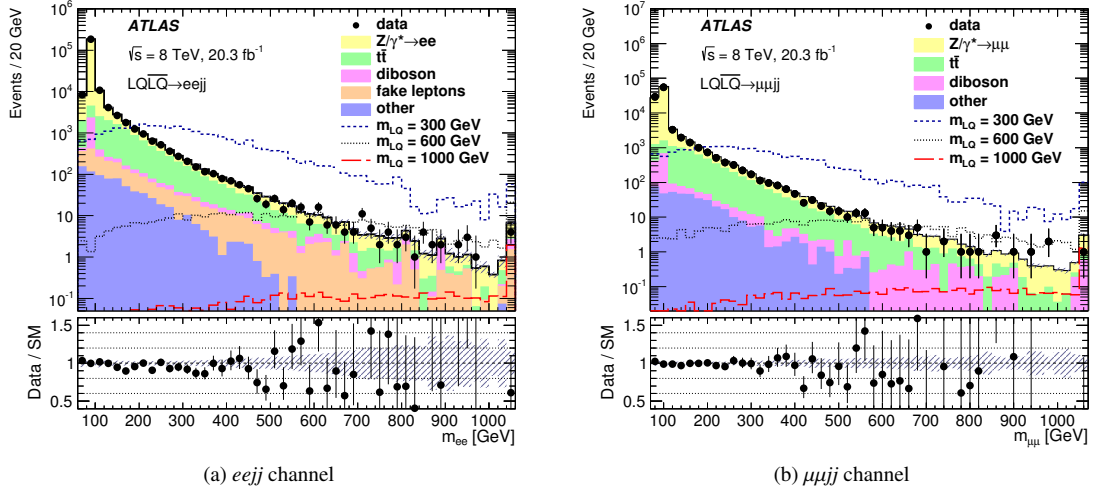 Events / 20 GeV
10⁶
10⁵
10⁴
10³
10²
10
1
10⁻¹
ATLAS
√s = 8 TeV, 20.3 fb⁻¹
LQL̅Q̅→eejj
data
Z/γ*→ee
tt̅
diboson
fake leptons
other
m_LQ = 300 GeV
m_LQ = 600 GeV
m_LQ = 1000 GeV
Data / SM
1.5
1
0.5
100 200 300 400 500 600 700 800 900 1000
m_ee [GeV]
(a) eejj channel
Events / 20 GeV
10⁷
10⁶
10⁵
10⁴
10³
10²
10
1
10⁻¹
ATLAS
√s = 8 TeV, 20.3 fb⁻¹
LQL̅Q̅→μμjj
data
Z/γ*→μμ
tt̅
diboson
other
m_LQ = 300 GeV
m_LQ = 600 GeV
m_LQ = 1000 GeV
Data / SM
1.5
1
0.5
200 400 600 800 1000
m_μμ [GeV]
(b) μμjj channel